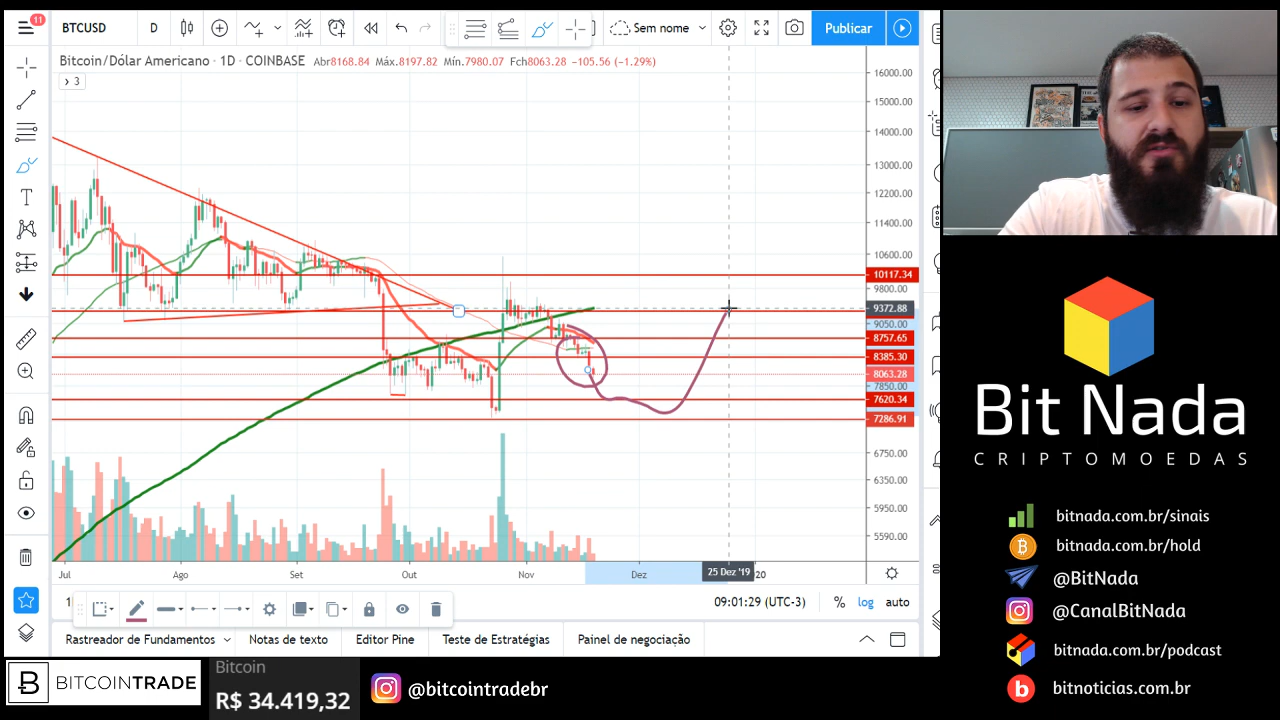 11
BTCUSD
D
Sem nome
Publicar
Bitcoin/Dólar Americano · 1D · COINBASE Abr8168.84 Máx.8197.82 Mín.7980.07 Fch8063.28 −105.56 (−1.29%)
3
16000.00
15000.00
14000.00
13000.00
12200.00
11400.00
10600.00
10117.34
9800.00
9372.88
9050.00
8757.65
8385.30
8063.28
7850.00
7620.34
7286.91
6750.00
6350.00
5950.00
5590.00
Jul Ago Set Out Nov Dez 25 Dez '19 20
09:01:29 (UTC-3) % log auto
Rastreador de Fundamentos Notas de texto Editor Pine Teste de Estratégias Painel de negociação
Bit Nada
CRIPTOMOEDAS
bitnada.com.br/sinais
bitnada.com.br/hold
@BitNada
@CanalBitNada
bitnada.com.br/podcast
bitnoticias.com.br
BITCOINTRADE
Bitcoin
R$ 34.419,32
@bitcointradebr